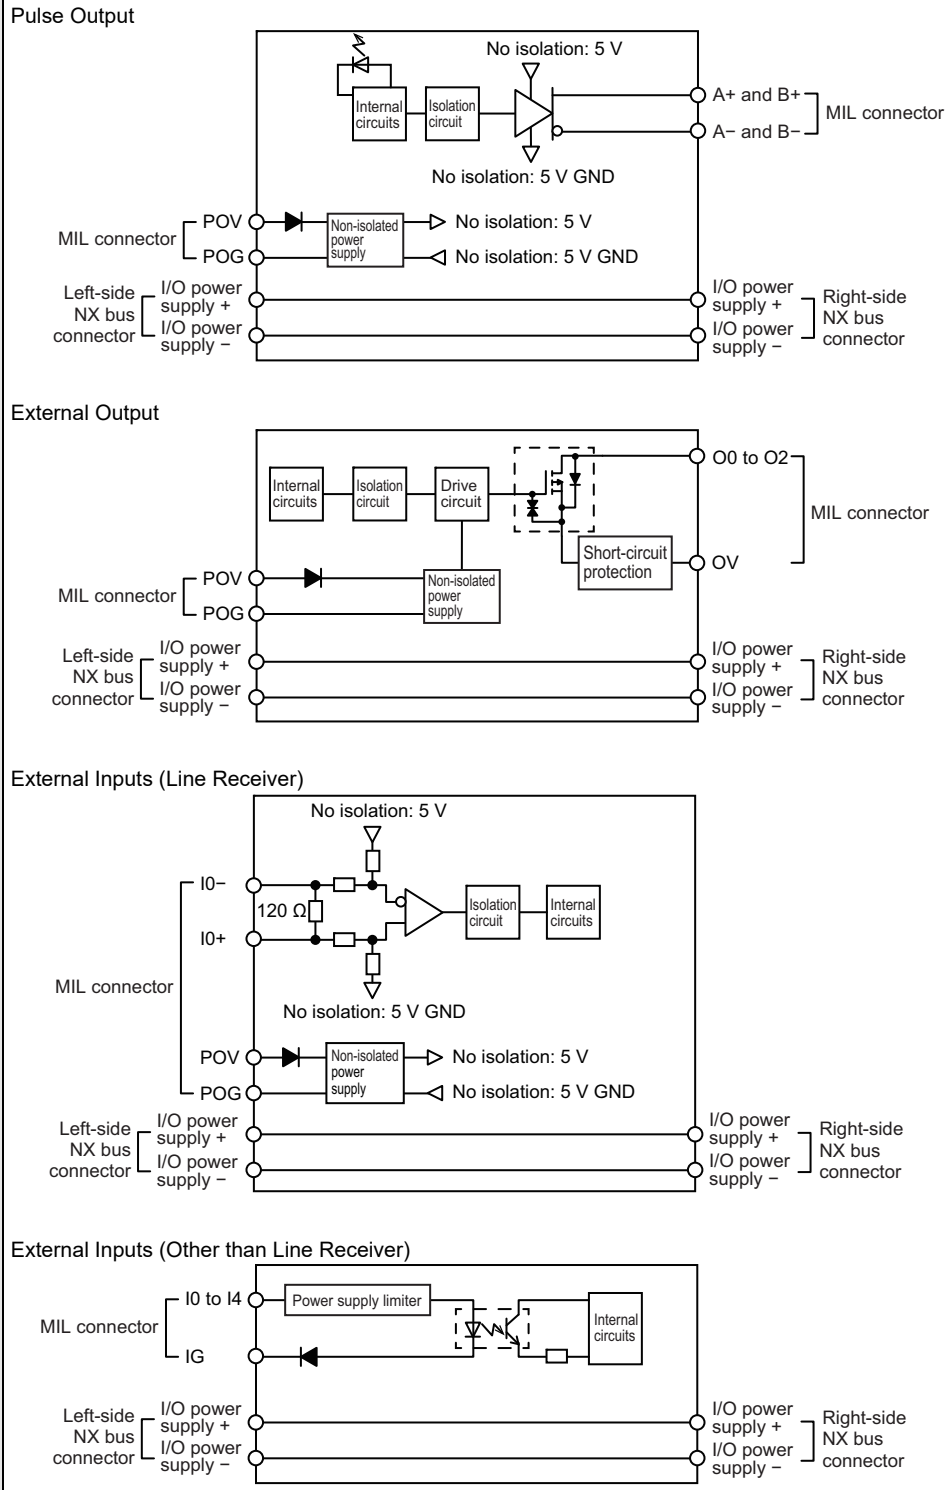 Pulse Output
No isolation: 5 V
Internal
circuits
Isolation
circuit
A+ and B+
A− and B−
MIL connector
No isolation: 5 V GND
MIL connector
POV
POG
Non-isolated
power
supply
No isolation: 5 V
No isolation: 5 V GND
Left-side
NX bus
connector
I/O power
supply +
I/O power
supply −
I/O power
supply +
I/O power
supply −
Right-side
NX bus
connector
External Output
Internal
circuits
Isolation
circuit
Drive
circuit
O0 to O2
MIL connector
Short-circuit
protection
OV
MIL connector
POV
POG
Non-isolated
power
supply
Left-side
NX bus
connector
I/O power
supply +
I/O power
supply −
I/O power
supply +
I/O power
supply −
Right-side
NX bus
connector
External Inputs (Line Receiver)
No isolation: 5 V
I0−
120 Ω
I0+
Isolation
circuit
Internal
circuits
MIL connector
No isolation: 5 V GND
POV
POG
Non-isolated
power
supply
No isolation: 5 V
No isolation: 5 V GND
Left-side
NX bus
connector
I/O power
supply +
I/O power
supply −
I/O power
supply +
I/O power
supply −
Right-side
NX bus
connector
External Inputs (Other than Line Receiver)
MIL connector
I0 to I4
IG
Power supply limiter
Internal
circuits
Left-side
NX bus
connector
I/O power
supply +
I/O power
supply −
I/O power
supply +
I/O power
supply −
Right-side
NX bus
connector